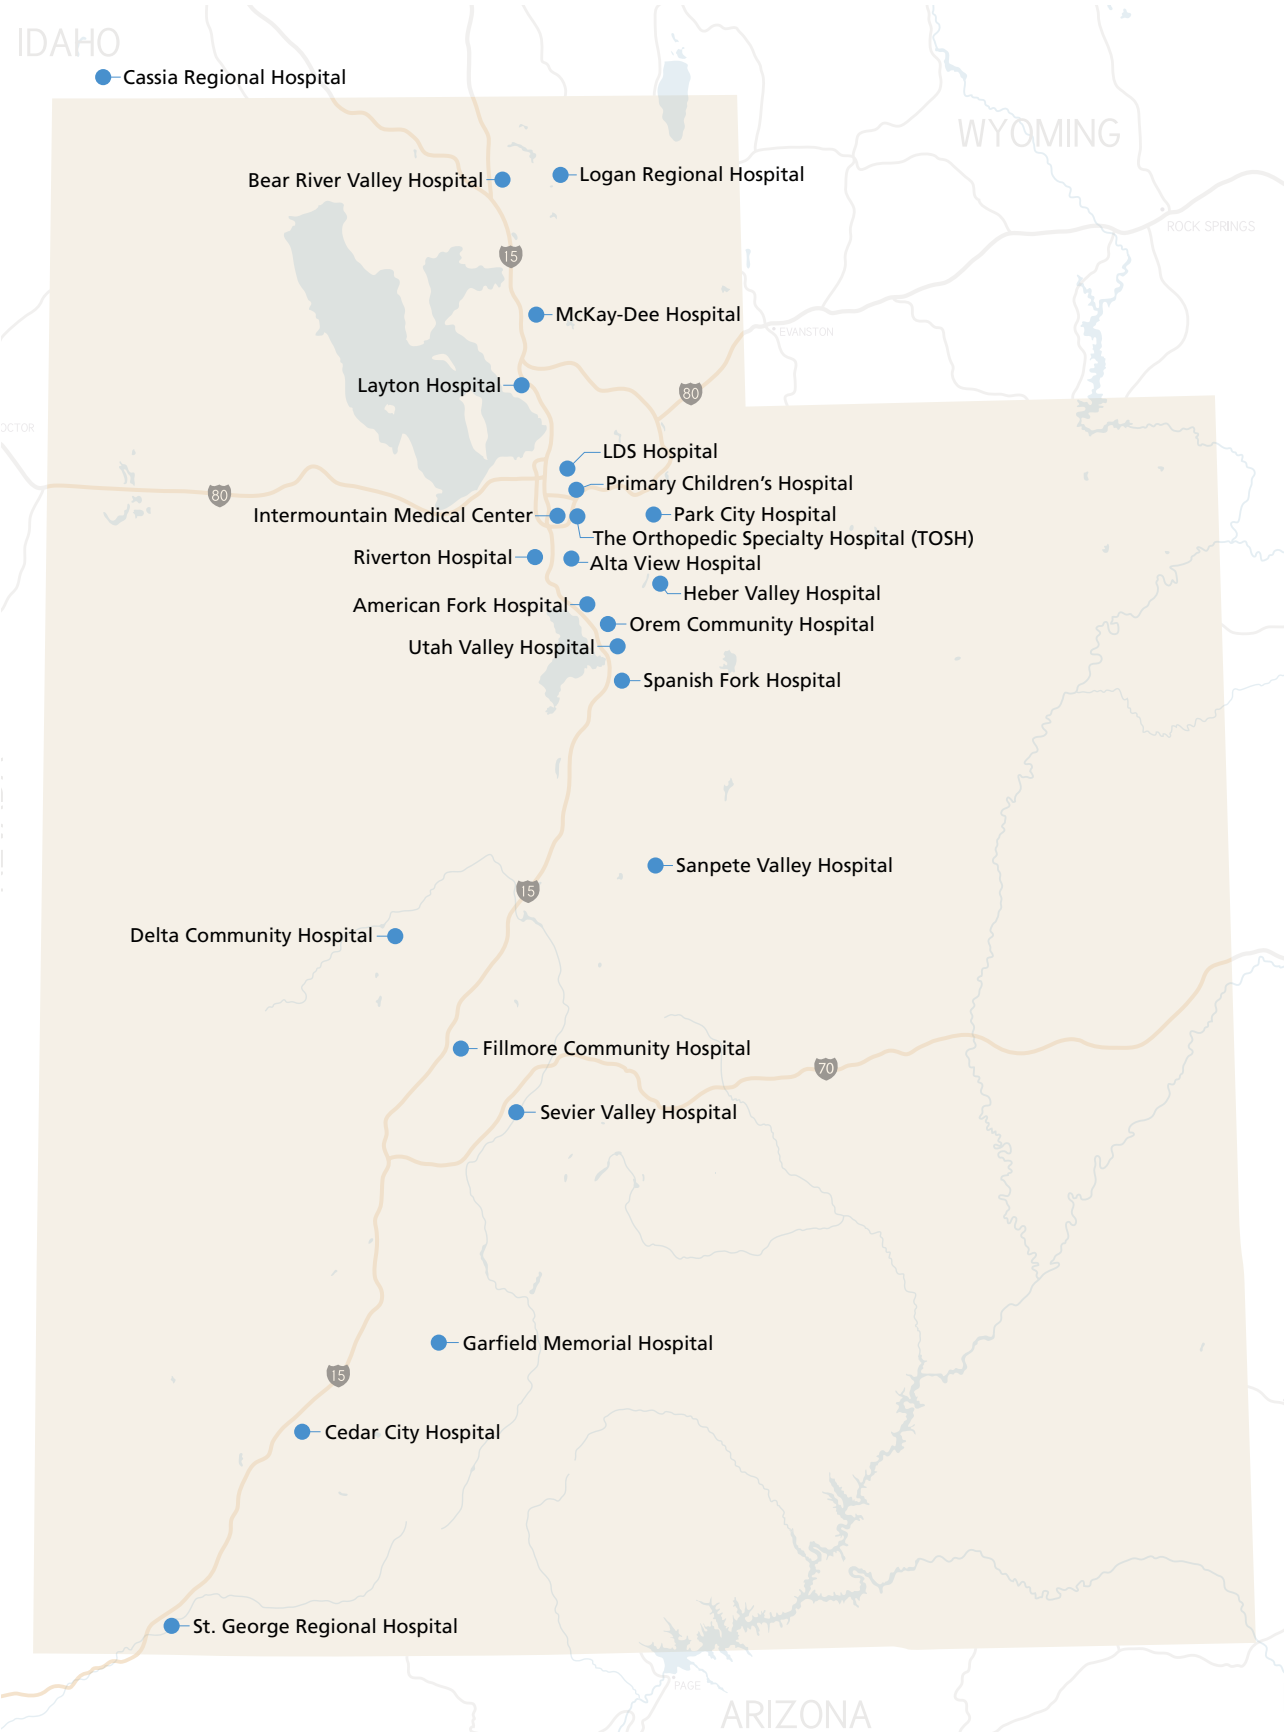 IDAHO
Cassia Regional Hospital
WYOMING
Bear River Valley Hospital
Logan Regional Hospital
ROCK SPRINGS
15
McKay-Dee Hospital
EVANSTON
Layton Hospital
80
LDS Hospital
Primary Children’s Hospital
80
Intermountain Medical Center
Park City Hospital
The Orthopedic Specialty Hospital (TOSH)
Riverton Hospital
Alta View Hospital
Heber Valley Hospital
American Fork Hospital
Orem Community Hospital
Utah Valley Hospital
Spanish Fork Hospital
Sanpete Valley Hospital
15
Delta Community Hospital
Fillmore Community Hospital
70
Sevier Valley Hospital
Garfield Memorial Hospital
15
Cedar City Hospital
St. George Regional Hospital
PAGE
ARIZONA